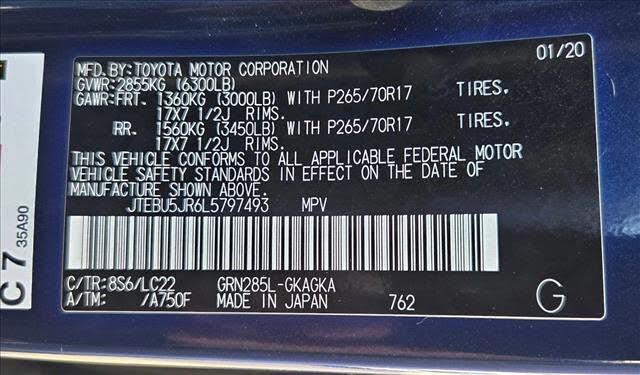 01/20
MFD. BY: TOYOTA MOTOR CORPORATION
GVWR: 2855KG (6300LB)
GAWR: FRT. 1360KG (3000LB) WITH P265/70R17 TIRES.
17X7 1/2J RIMS.
RR. 1560KG (3450LB) WITH P265/70R17 TIRES.
17X7 1/2J RIMS.
THIS VEHICLE CONFORMS TO ALL APPLICABLE FEDERAL MOTOR
VEHICLE SAFETY STANDARDS IN EFFECT ON THE DATE OF
MANUFACTURE SHOWN ABOVE.
JTEBU5JR6L5797493 MPV
C/TR: 8S6/LC22 GRN285L-GKAGKA
A/TM: /A750F MADE IN JAPAN 762 G
C 7 35A90